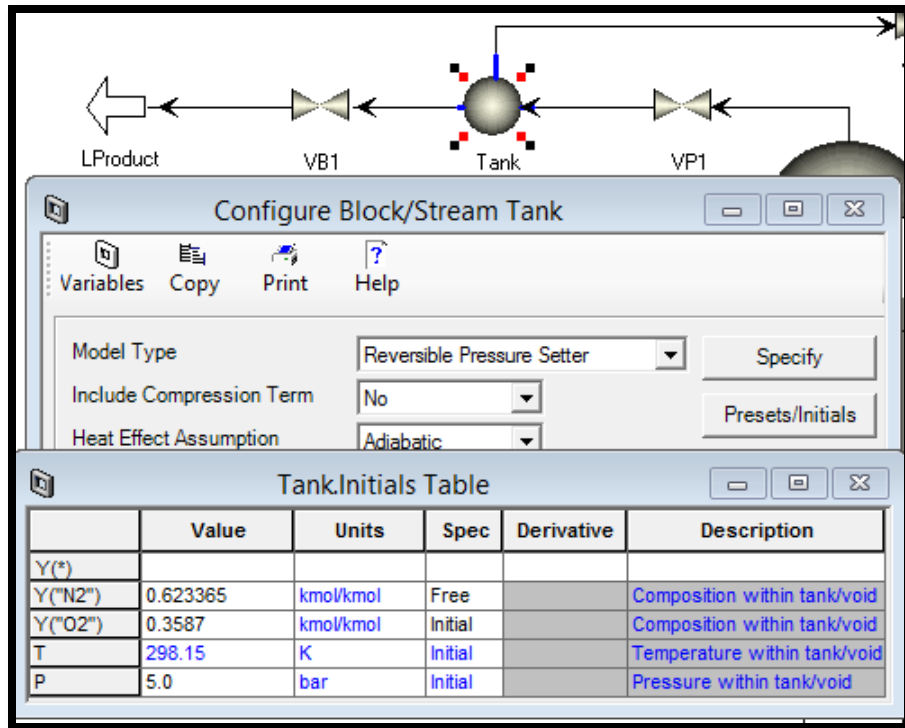 LProduct VB1 Tank VP1
Configure Block/Stream Tank
Variables Copy Print Help
Model Type Reversible Pressure Setter Specify
Include Compression Term No
Presets/Initials
Heat Effect Assumption Adiabatic
Tank.Initials Table
Value Units Spec Derivative Description
Y(*)
Y("N2") 0.623365 kmol/kmol Free Composition within tank/void
Y("O2") 0.3587 kmol/kmol Initial Composition within tank/void
T 298.15 K Initial Temperature within tank/void
P 5.0 bar Initial Pressure within tank/void